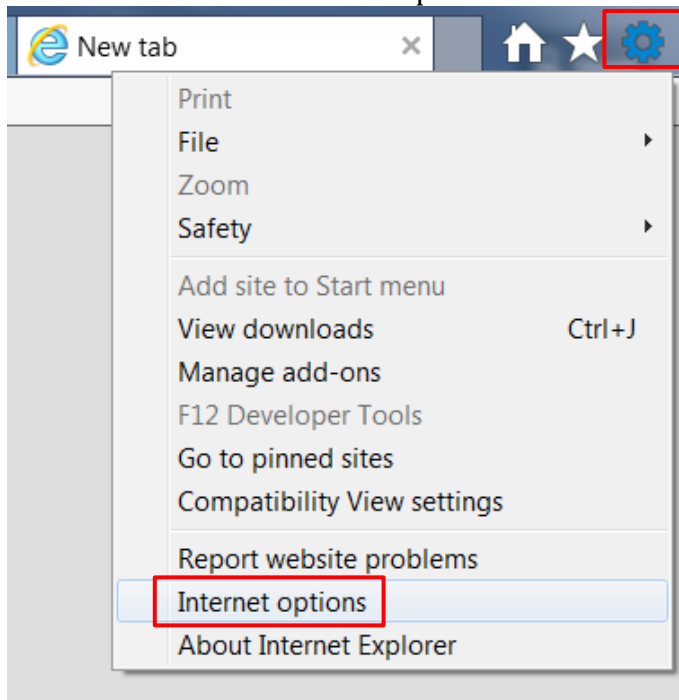 New tab
Print
File
Zoom
Safety
Add site to Start menu
View downloads Ctrl+J
Manage add-ons
F12 Developer Tools
Go to pinned sites
Compatibility View settings
Report website problems
Internet options
About Internet Explorer